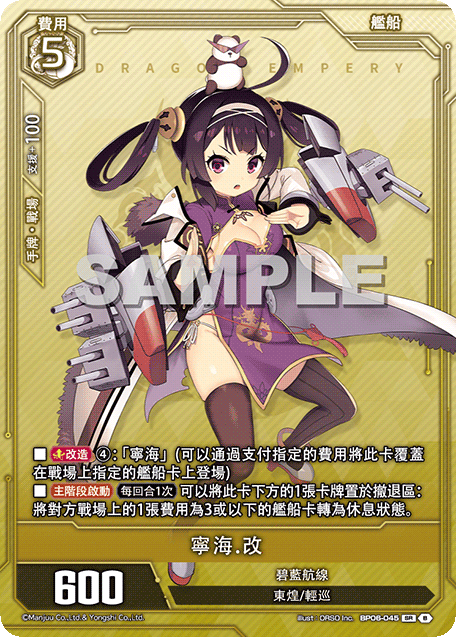 費用
5
艦船
DRAGON EMPERY
手牌・戰場
支援+100
SAMPLE
■ 改造 ④:「寧海」(可以通過支付指定的費用將此卡覆蓋
在戰場上指定的艦船卡上登場)
■ 主階段啟動 每回合1次 可以將此卡下方的1張卡牌置於撤退區:
將對方戰場上的1張費用為3或以下的艦船卡轉為休息狀態。
寧海.改
600
碧藍航線
東煌/輕巡
©Manjuu Co.,Ltd. & Yongshi Co.,Ltd.
illust ORSO Inc. BP06-045 SR